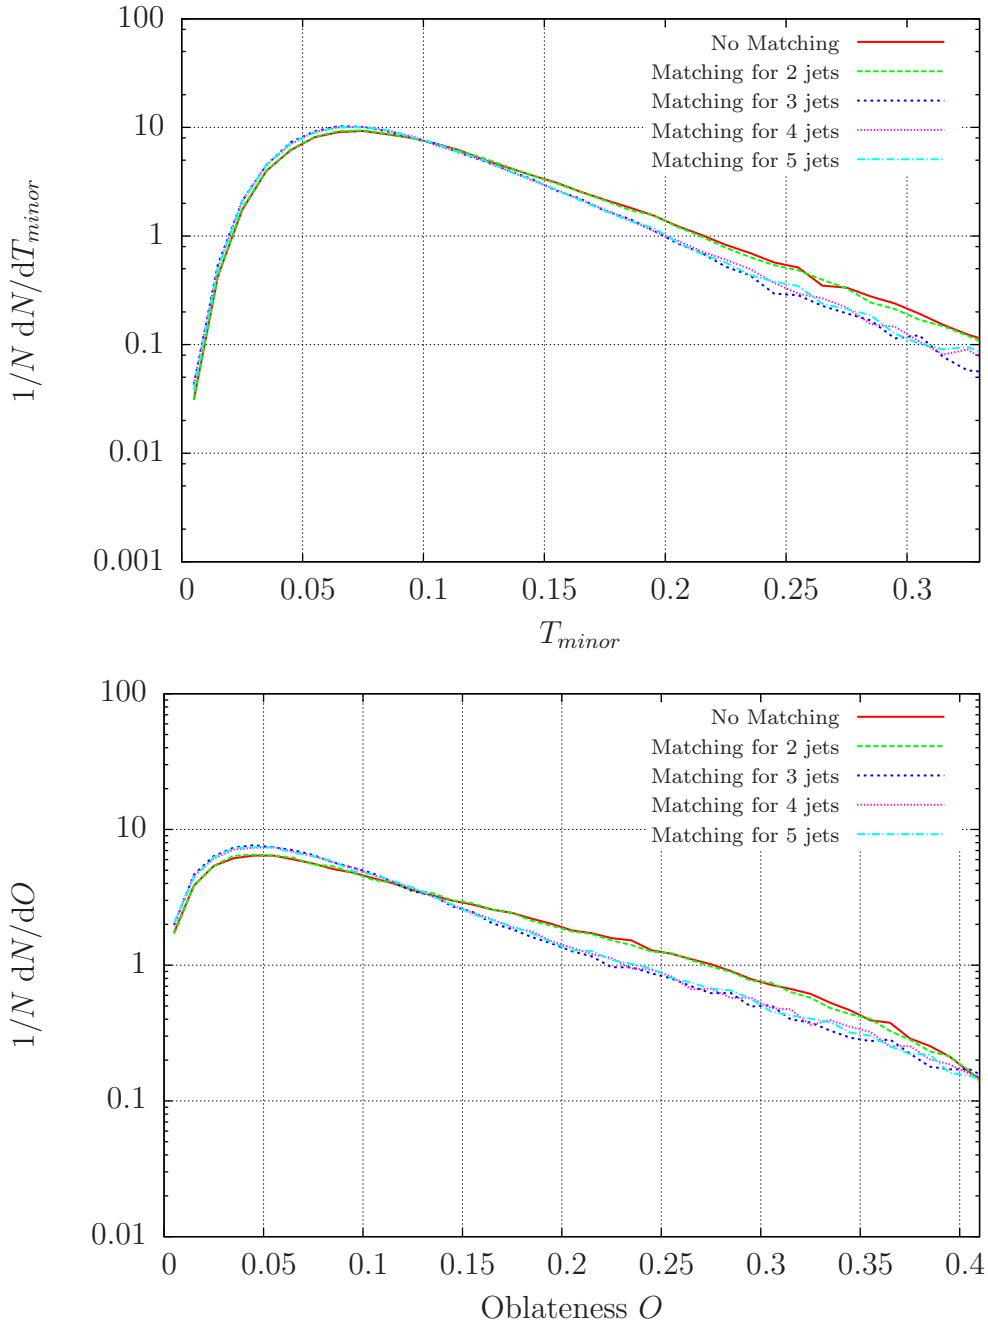 100
10
1
0.1
0.01
0.001
1/N dN/dT_minor
No Matching
Matching for 2 jets
Matching for 3 jets
Matching for 4 jets
Matching for 5 jets
0 0.05 0.1 0.15 0.2 0.25 0.3
T_minor
100
10
1
0.1
0.01
1/N dN/dO
No Matching
Matching for 2 jets
Matching for 3 jets
Matching for 4 jets
Matching for 5 jets
0 0.05 0.1 0.15 0.2 0.25 0.3 0.35 0.4
Oblateness O